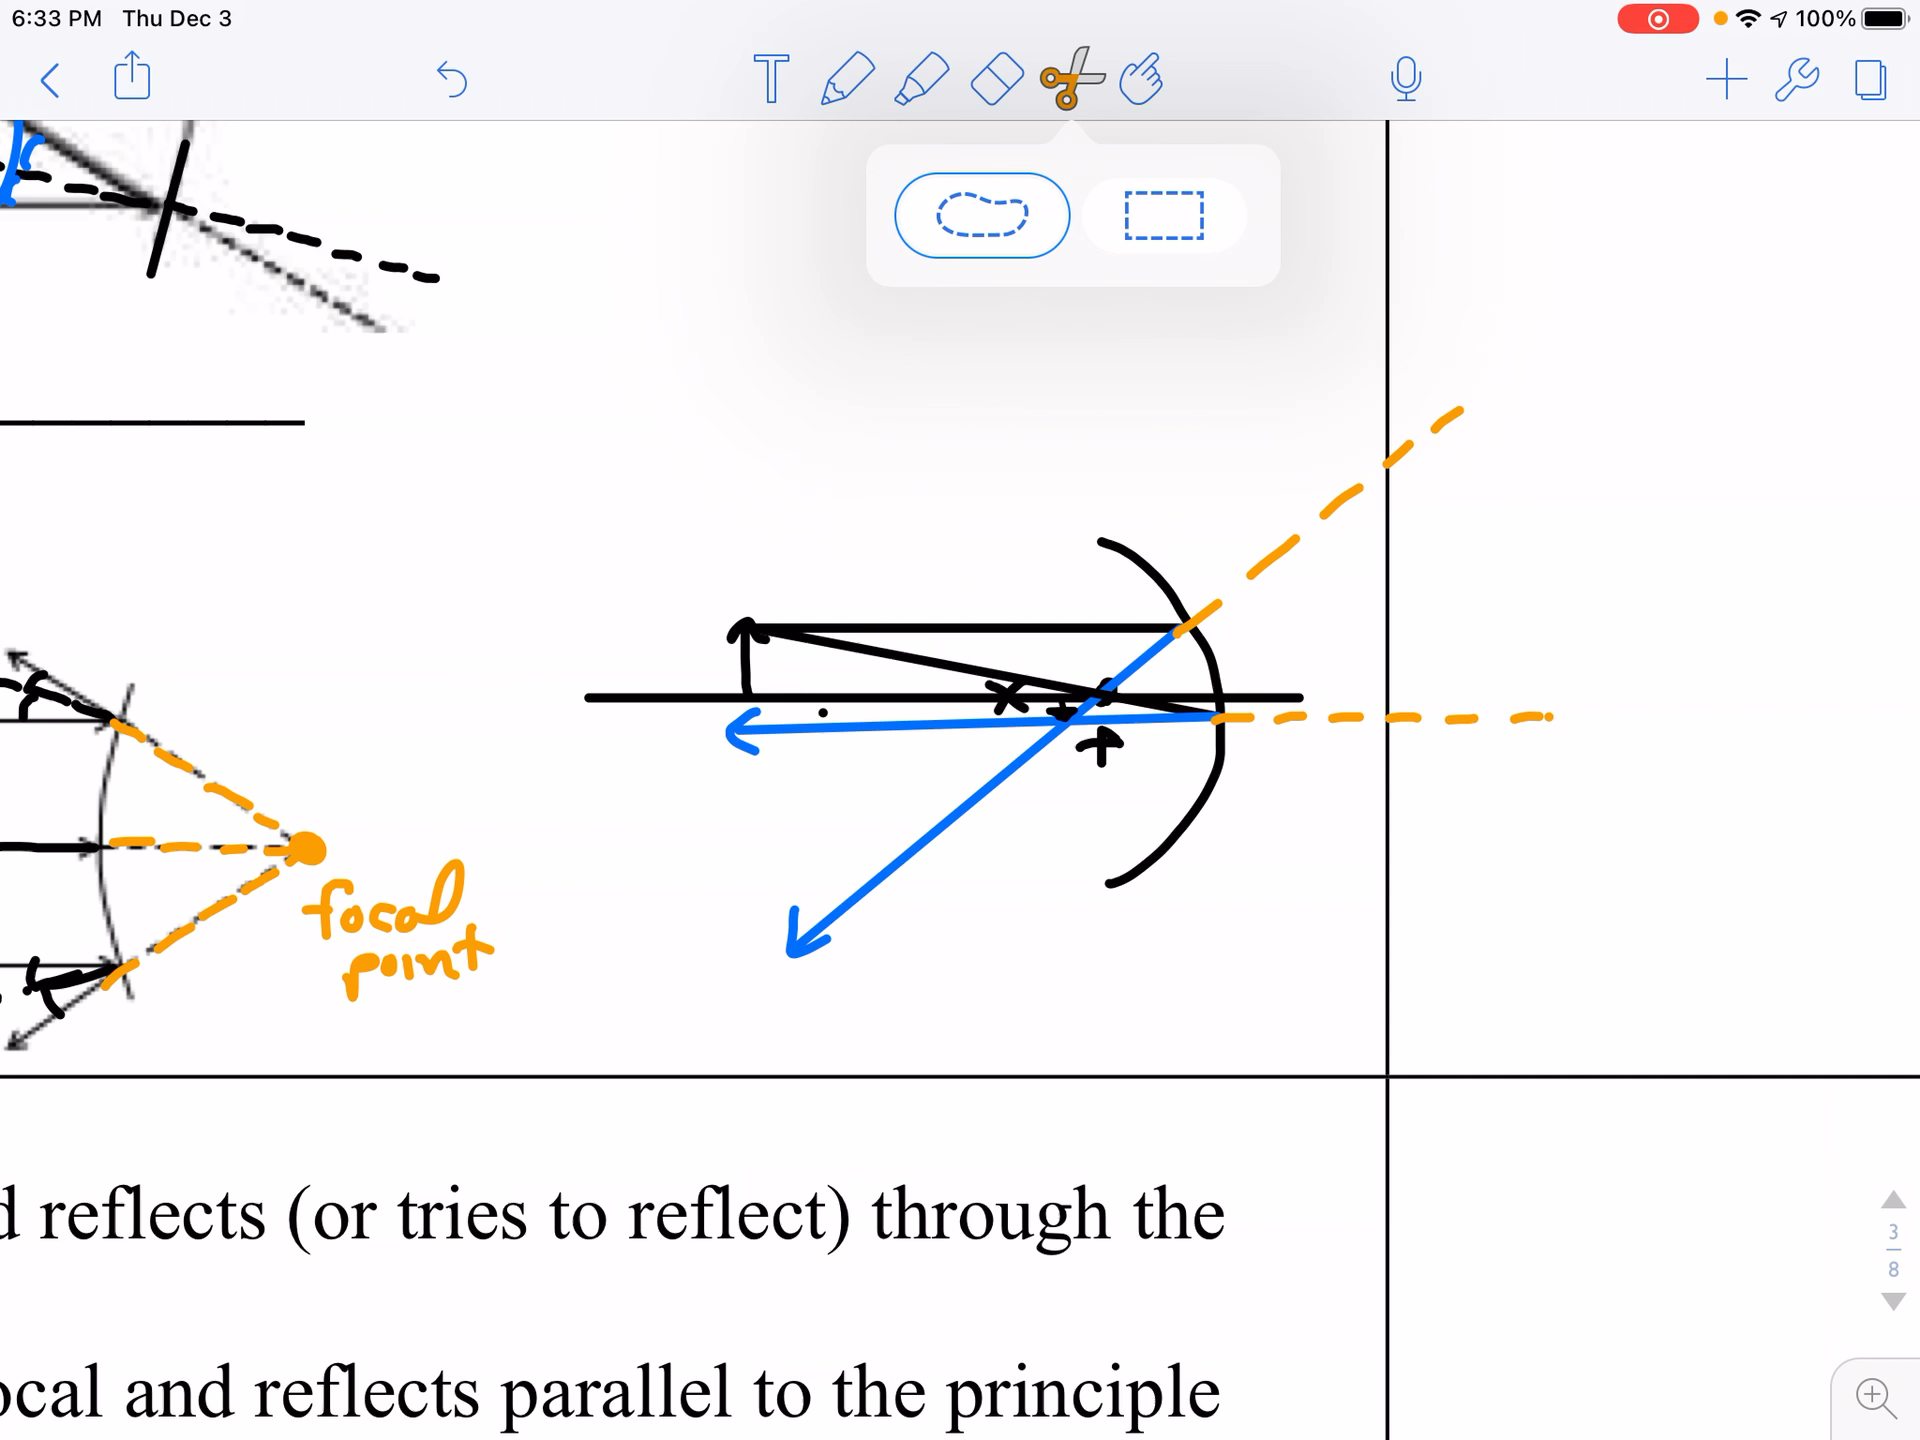 6:33 PM Thu Dec 3
100%
T
focal
point
f
reflects (or tries to reflect) through the
3
8
and reflects parallel to the principle